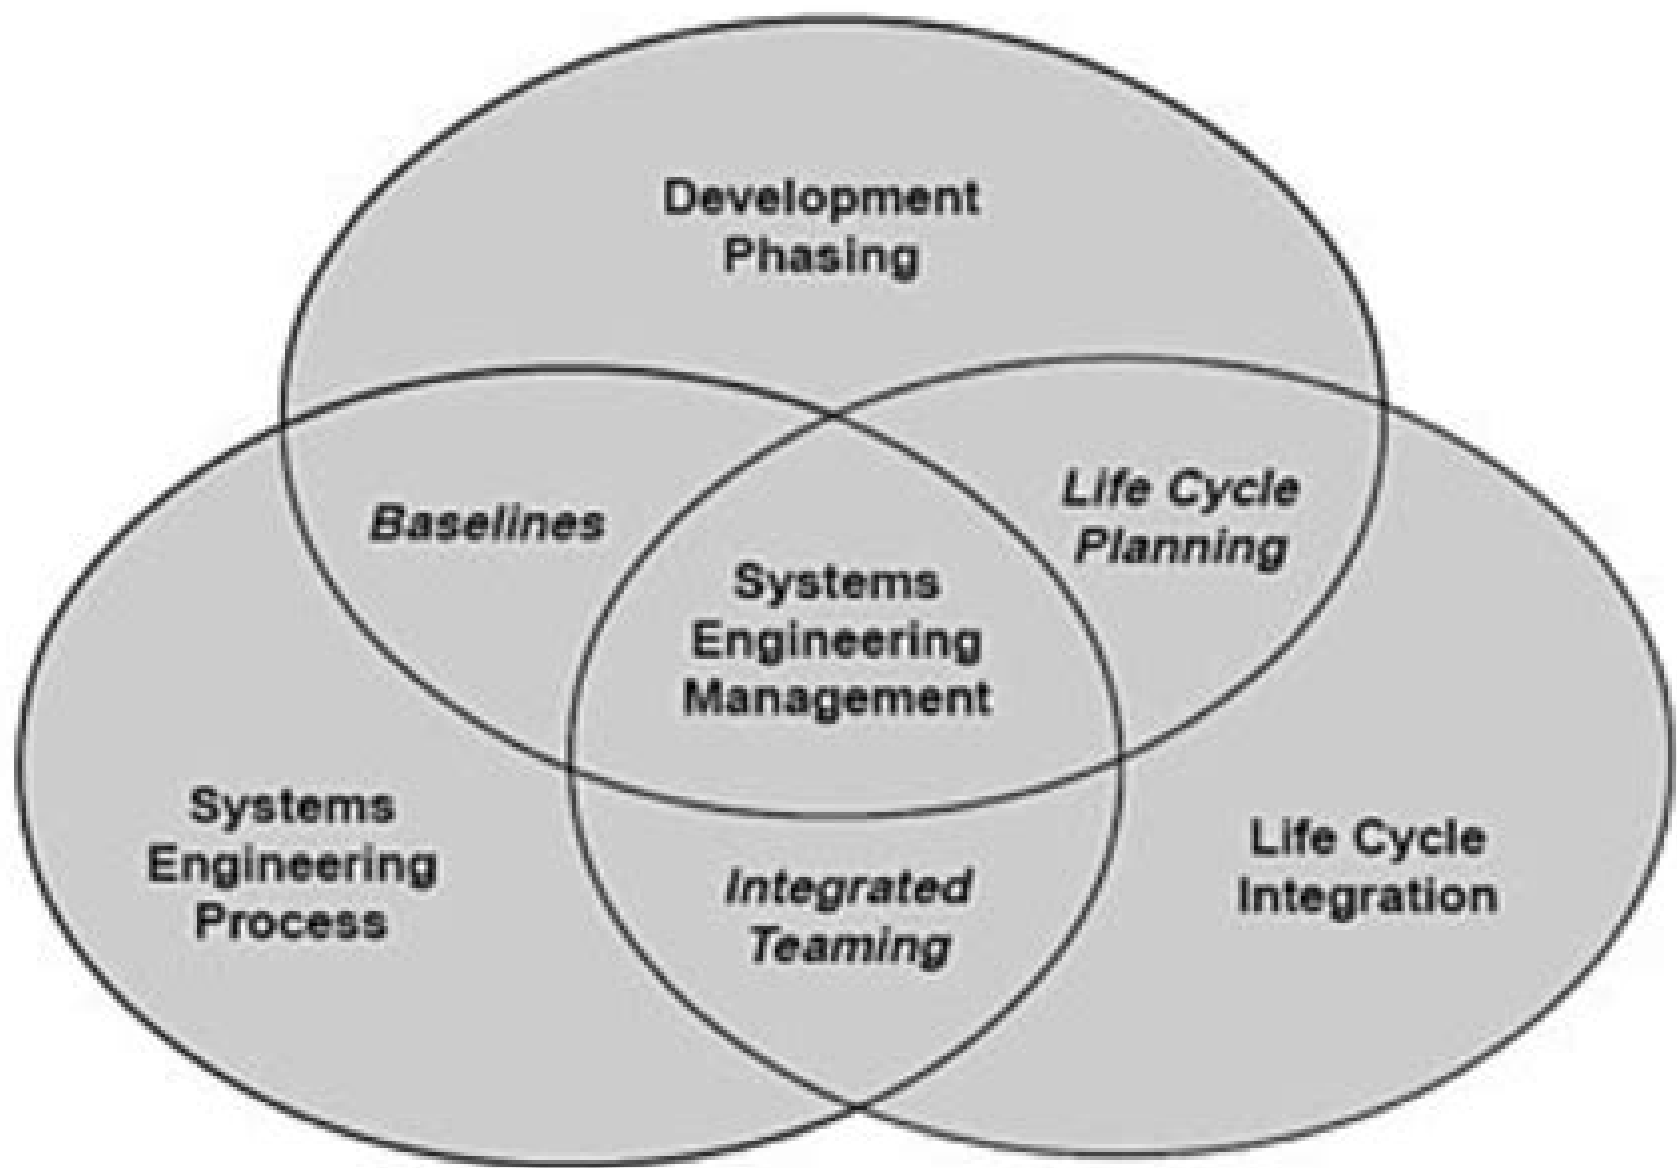 Development
Phasing
Baselines
Life Cycle
Planning
Systems
Engineering
Management
Systems
Engineering
Process
Integrated
Teaming
Life Cycle
Integration